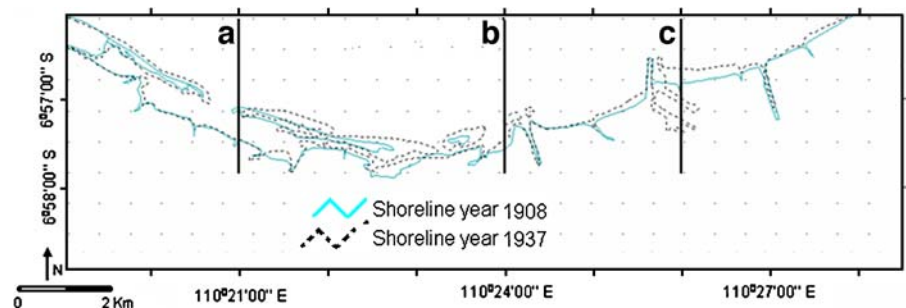 a
b
c
6°57'00'' S
6°58'00'' S
Shoreline year 1908
Shoreline year 1937
N
0 2 Km
110°21'00'' E
110°24'00'' E
110°27'00'' E